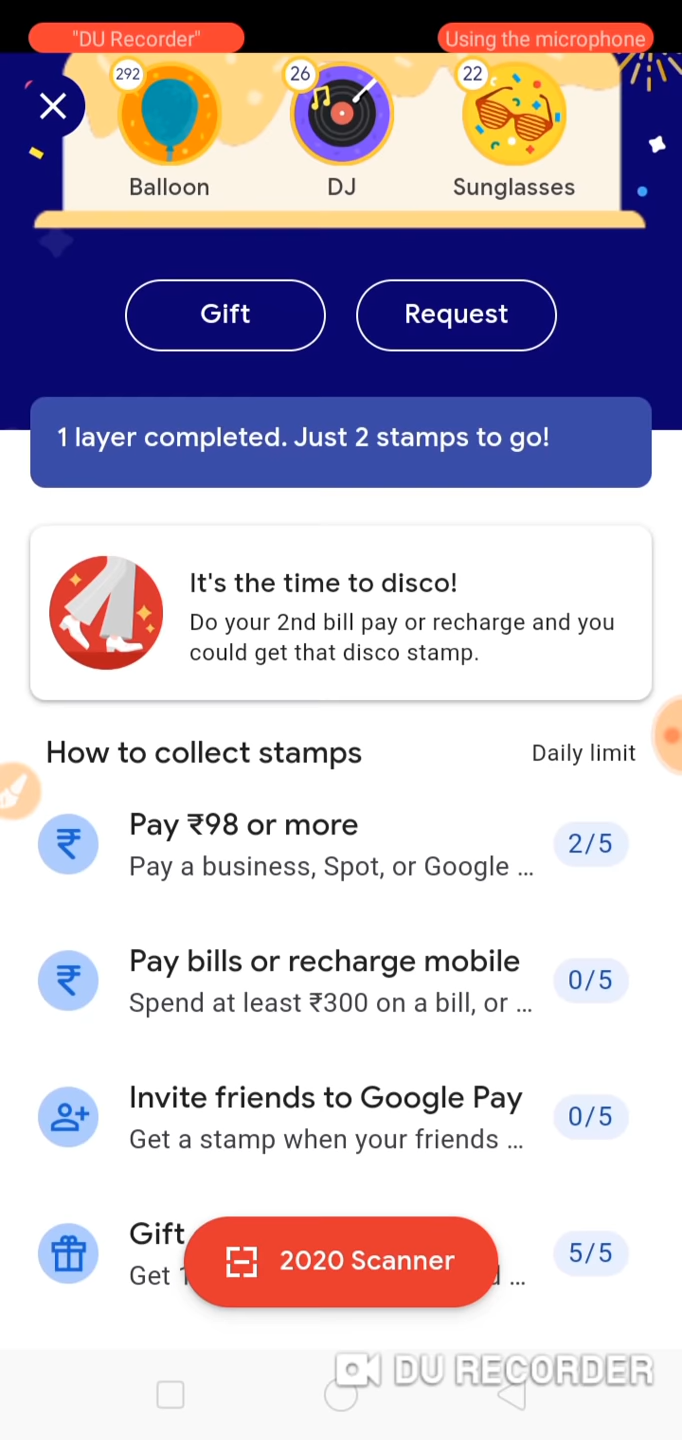 "DU Recorder"
Using the microphone
292
26
22
Balloon
DJ
Sunglasses
Gift
Request
1 layer completed. Just 2 stamps to go!
It's the time to disco!
Do your 2nd bill pay or recharge and you
could get that disco stamp.
How to collect stamps
Daily limit
Pay ₹98 or more
2/5
Pay a business, Spot, or Google ...
Pay bills or recharge mobile
0/5
Spend at least ₹300 on a bill, or ...
Invite friends to Google Pay
0/5
Get a stamp when your friends ...
Gift
2020 Scanner
5/5
Get
...
DU RECORDER